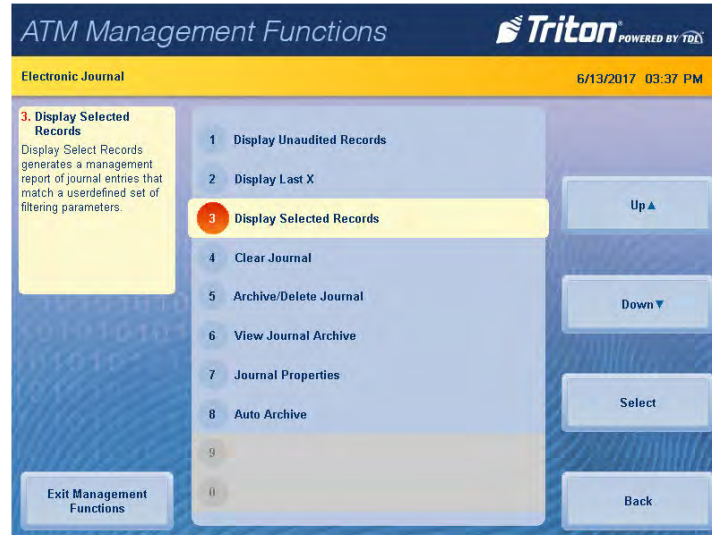 ATM Management Functions
Triton POWERED BY TDL
Electronic Journal
6/13/2017 03:37 PM
3. Display Selected
Records
Display Select Records
generates a management
report of journal entries that
match a userdefined set of
filtering parameters.
1 Display Unaudited Records
2 Display Last X
3 Display Selected Records
4 Clear Journal
5 Archive/Delete Journal
6 View Journal Archive
7 Journal Properties
8 Auto Archive
9
0
Up▲
Down▼
Select
Back
Exit Management
Functions